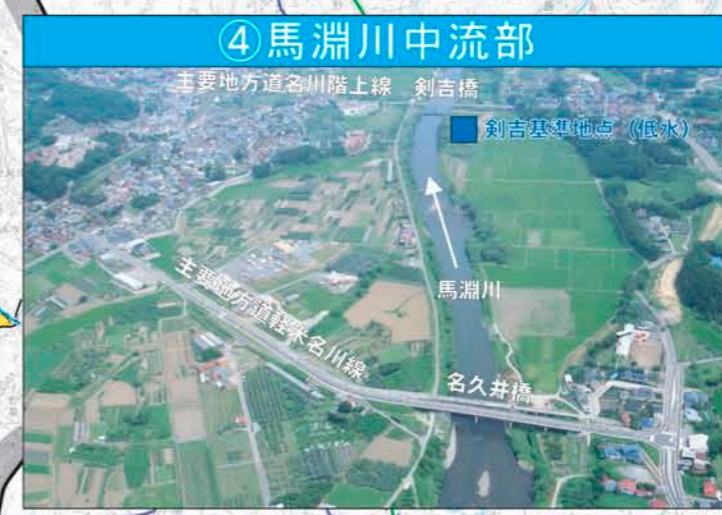 ④馬淵川中流部
主要地方道名川階上線 剣吉橋
剣吉基準地点（低水）
馬淵川
主要地方道軽米名川線
名久井橋